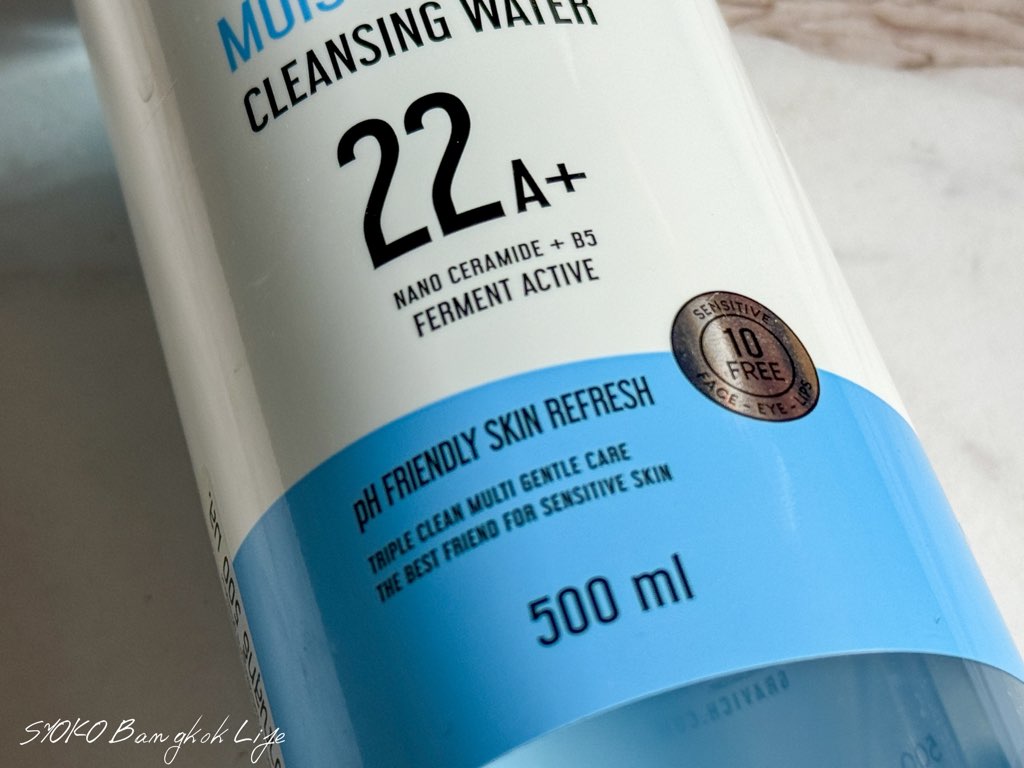 CLEANSING WATER
22A+
NANO CERAMIDE + B5
FERMENT ACTIVE
SENSITIVE
10
FREE
FACE - EYE - LIPS
pH FRIENDLY SKIN REFRESH
TRIPLE CLEAN MULTI GENTLE CARE
THE BEST FRIEND FOR SENSITIVE SKIN
500 ml
SYOKO Bangkok Life